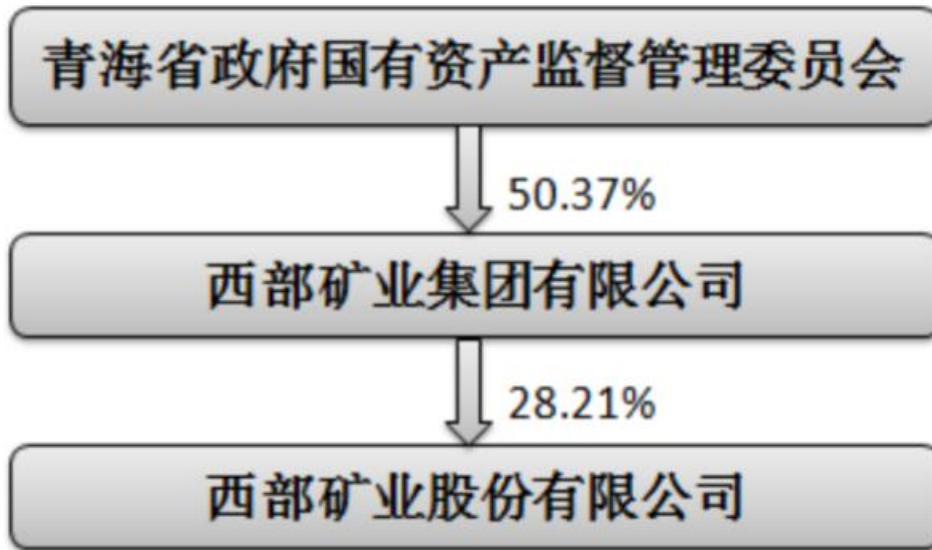 青海省政府国有资产监督管理委员会
50.37%
西部矿业集团有限公司
28.21%
西部矿业股份有限公司